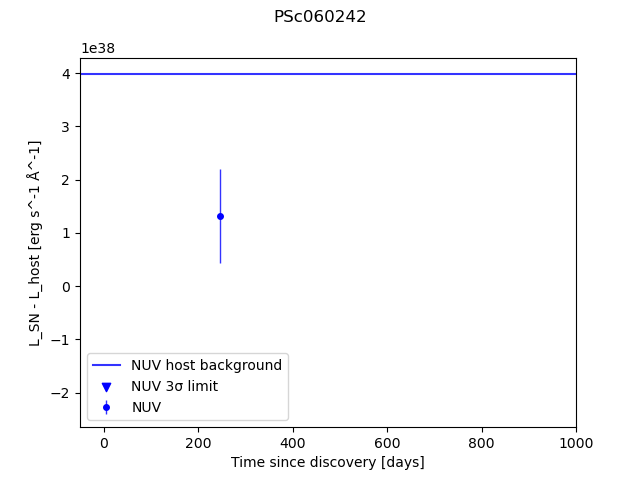 PSc060242
1e38
4
3
2
1
0
−1
−2
L_SN - L_host [erg s^-1 Å^-1]
NUV host background
NUV 3σ limit
NUV
0 200 400 600 800 1000
Time since discovery [days]